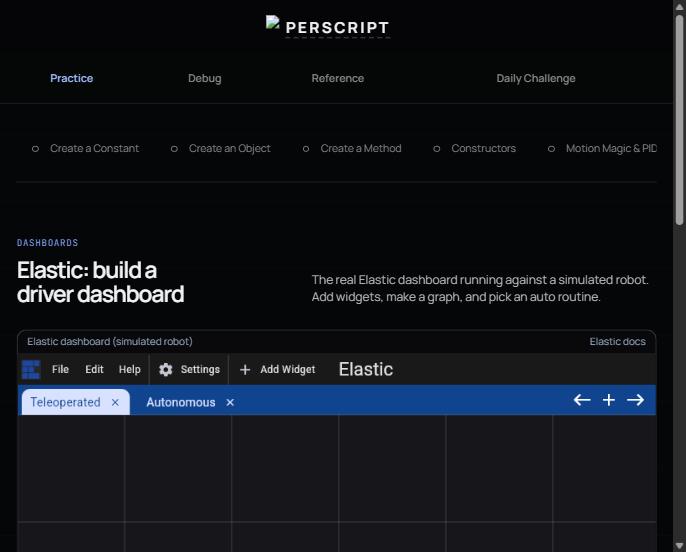 PERSCRIPT
Practice Debug Reference Daily Challenge
Create a Constant Create an Object Create a Method Constructors Motion Magic & PID
DASHBOARDS
Elastic: build a
driver dashboard
The real Elastic dashboard running against a simulated robot.
Add widgets, make a graph, and pick an auto routine.
Elastic dashboard (simulated robot) Elastic docs
File Edit Help Settings + Add Widget Elastic
Teleoperated × Autonomous ×